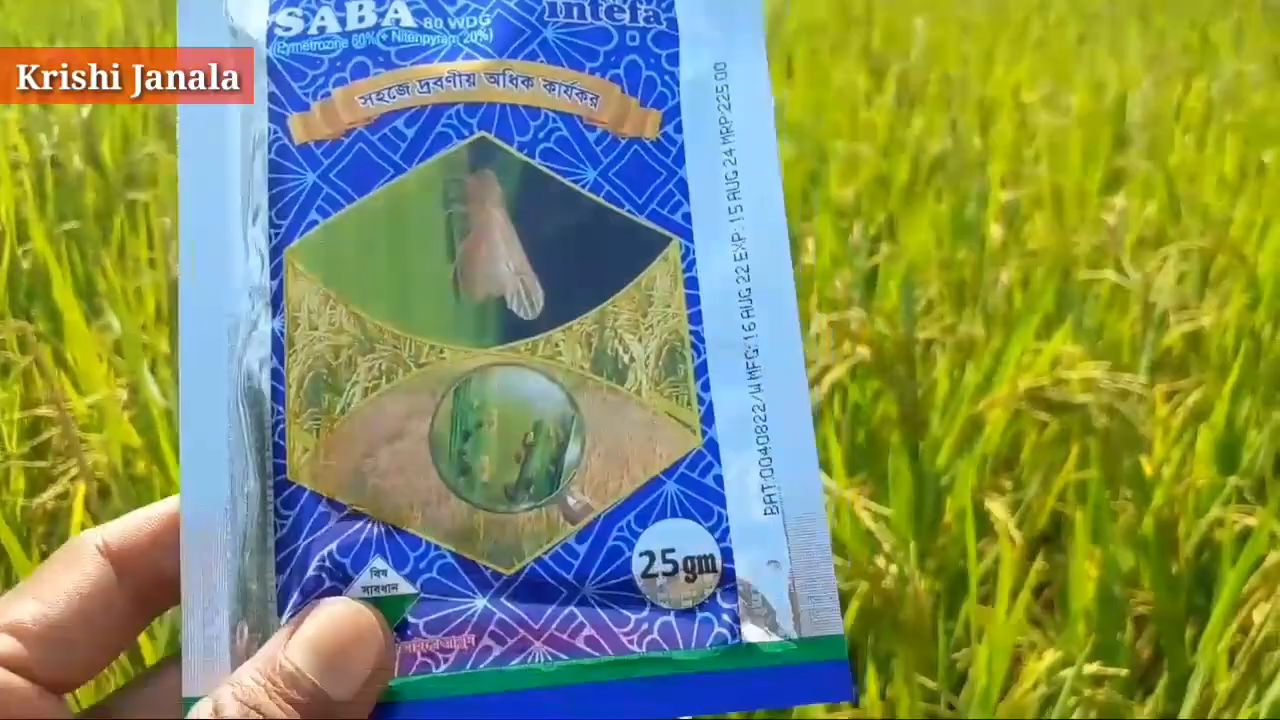 Krishi Janala
SABA 80 WDG
intefa
(Pymetrozine 60% + Nitenpyram 20%)
সহজে দ্রবণীয় অধিক কার্যকর
BAT:0040822/W MFG: 16 AUG 22 EXP: 15 AUG 24 MRP:225.00
25gm
বিষ
সাবধান